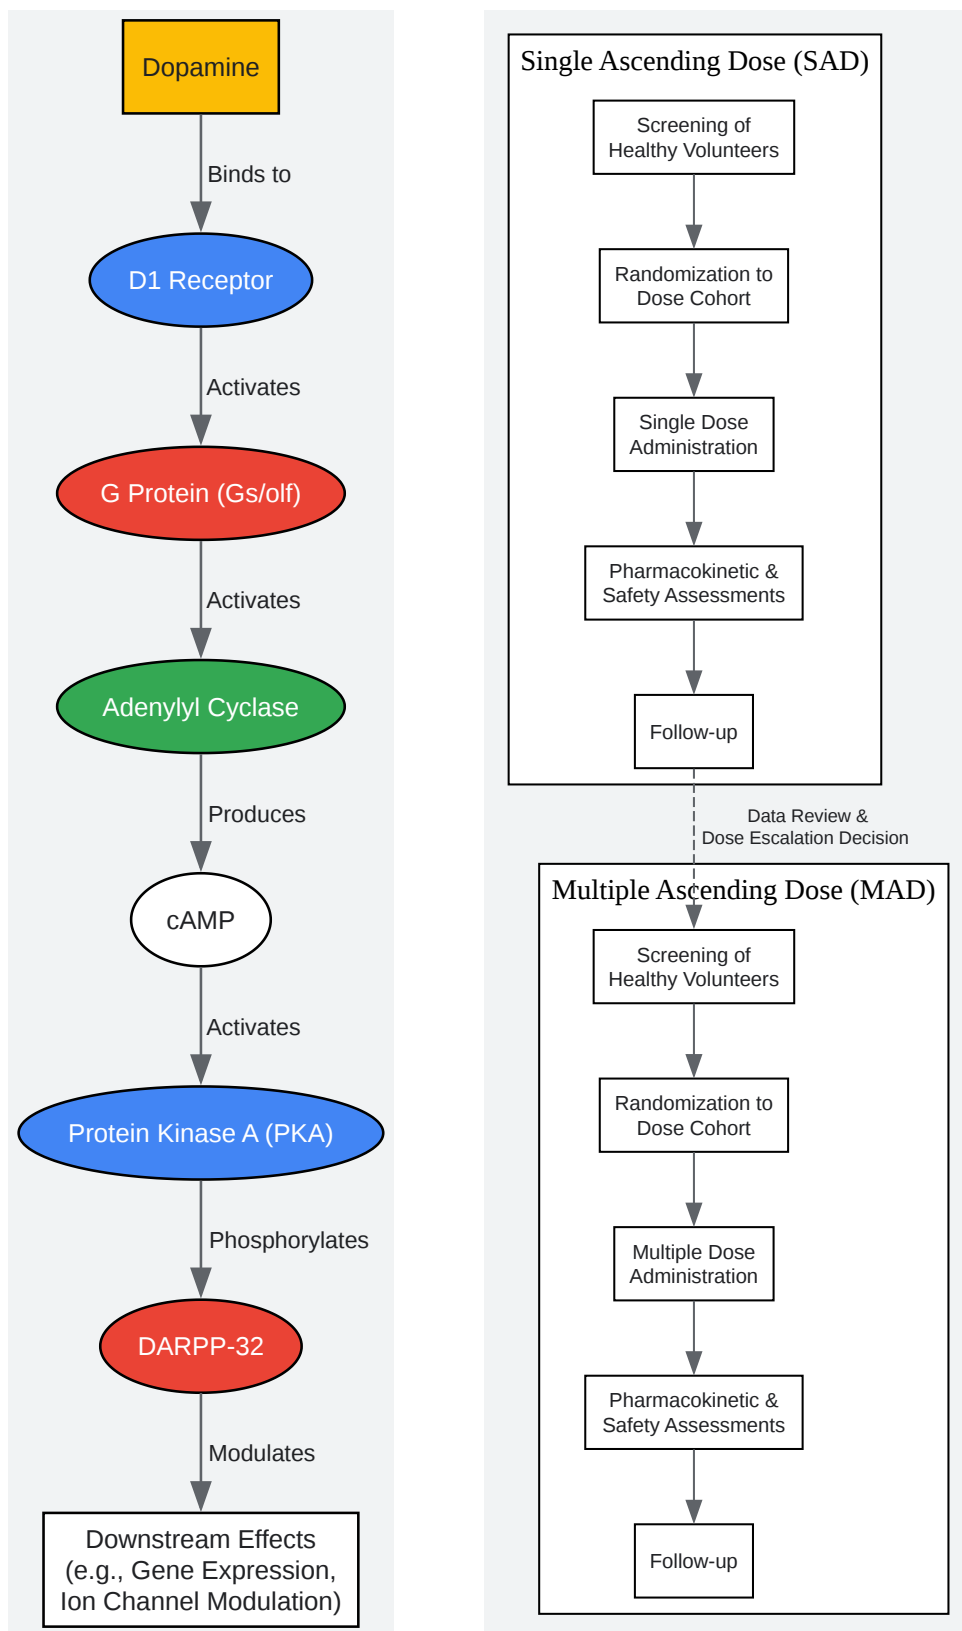 Dopamine
Binds to
D1 Receptor
Activates
G Protein (Gs/olf)
Activates
Adenylyl Cyclase
Produces
cAMP
Activates
Protein Kinase A (PKA)
Phosphorylates
DARPP-32
Modulates
Downstream Effects
(e.g., Gene Expression,
Ion Channel Modulation)
Single Ascending Dose (SAD)
Screening of
Healthy Volunteers
Randomization to
Dose Cohort
Single Dose
Administration
Pharmacokinetic &
Safety Assessments
Follow-up
Data Review &
Dose Escalation Decision
Multiple Ascending Dose (MAD)
Screening of
Healthy Volunteers
Randomization to
Dose Cohort
Multiple Dose
Administration
Pharmacokinetic &
Safety Assessments
Follow-up